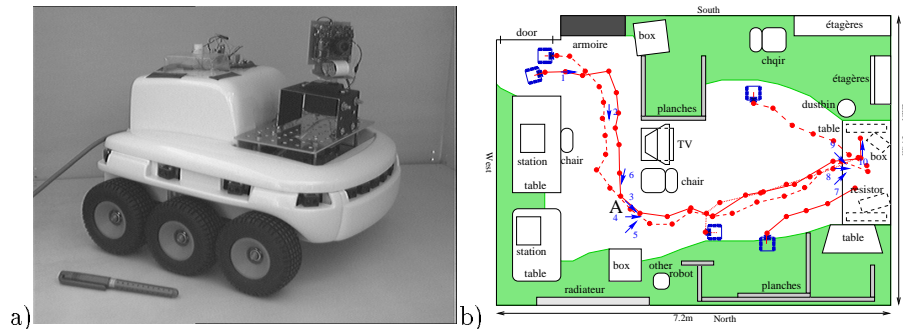 a)
b)
South
door
armoire
box
chqir
étagères
étagères
dustbin
planches
table
box
TV
station
chair
table
West
chair
resistor
A
1
2
6
3
4
5
9
8
7
station
table
box
other
robot
table
planches
radiateur
7.2m
North